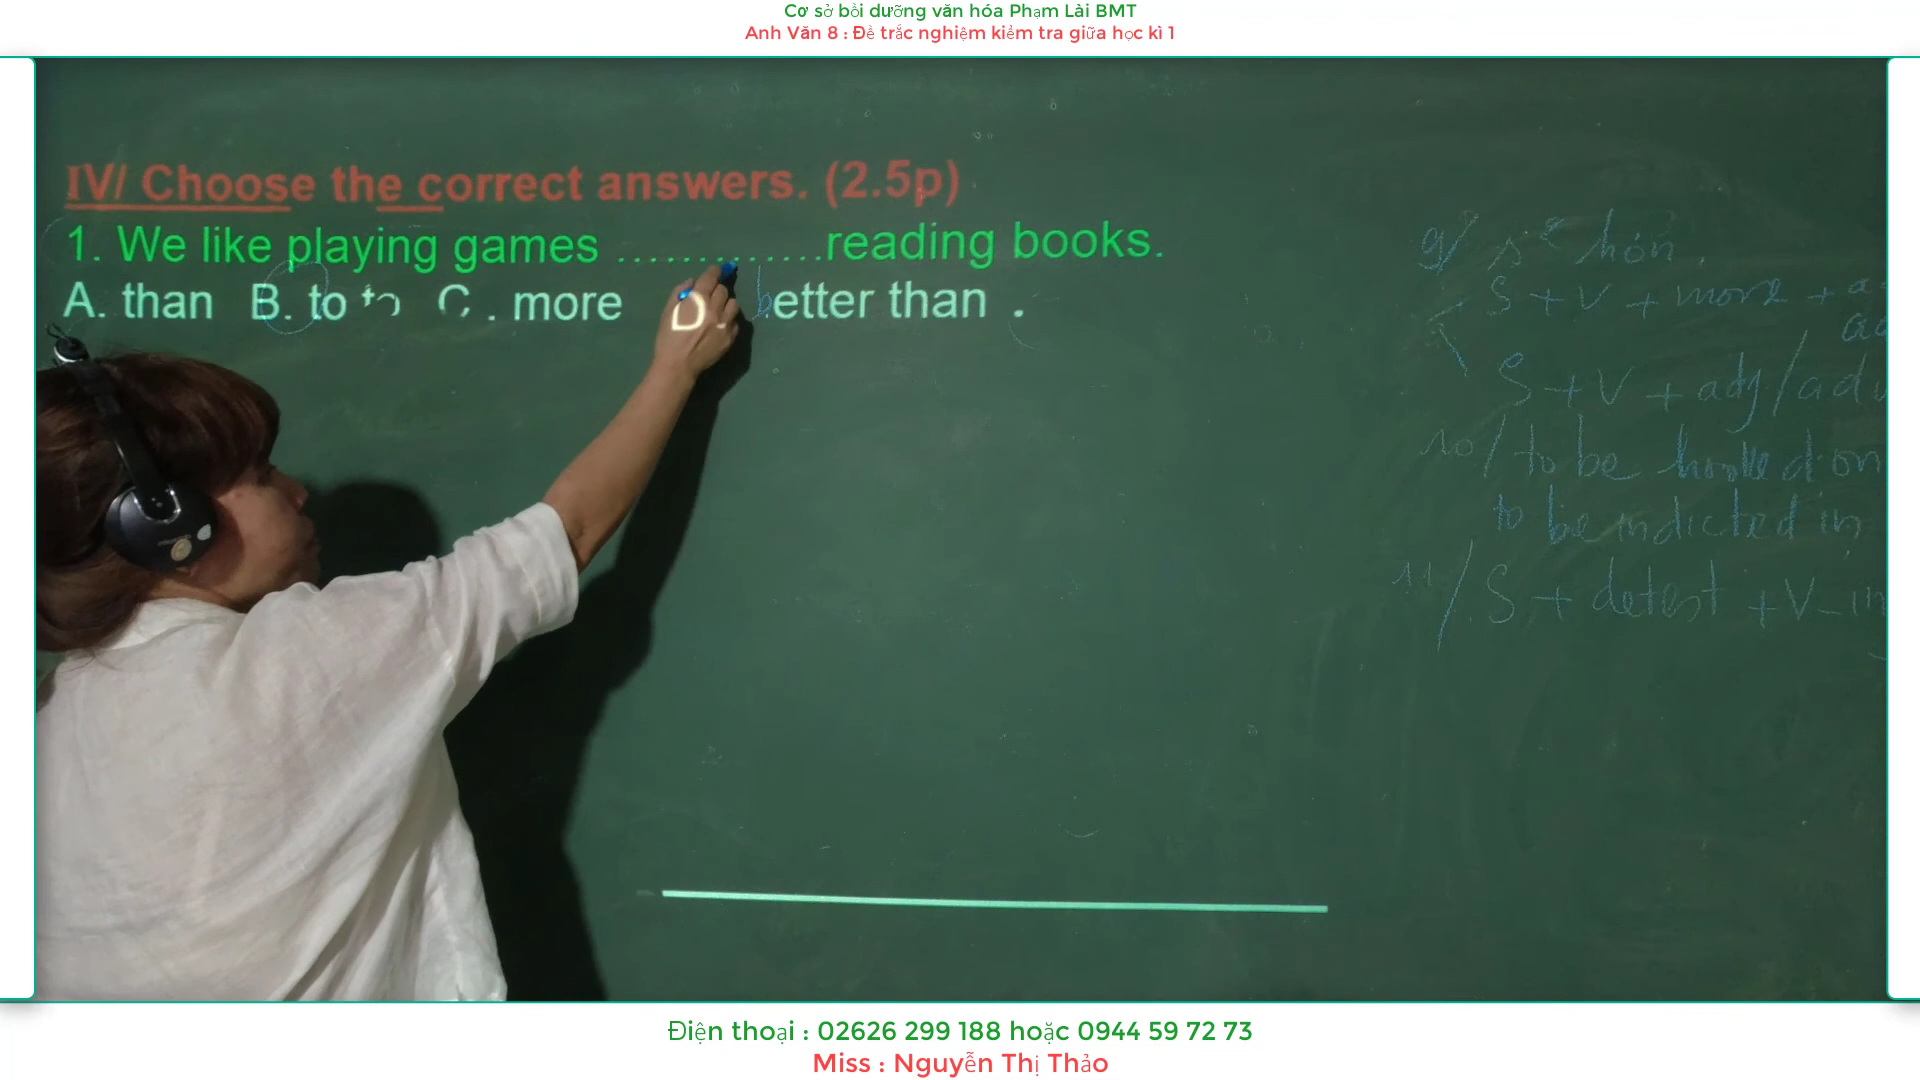 Cơ sở bồi dưỡng văn hóa Phạm Lài BMT
Anh Văn 8 : Đề trắc nghiệm kiểm tra giữa học kì 1
IV/ Choose the correct answers. (2.5p)
1. We like playing games .............reading books.
A. than B. to to C . more D. better than .
9/ s² hơn.
S + V + more + a
S + V + adj/adv
10/ to be hooked on
to be indicted in
11/ S + detest + V-in
Điện thoại : 02626 299 188 hoặc 0944 59 72 73
Miss : Nguyễn Thị Thảo